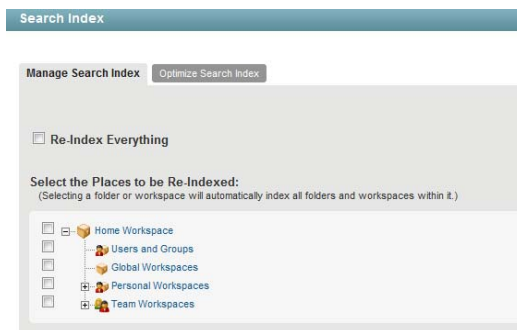 Search Index
Manage Search Index Optimize Search Index
Re-Index Everything
Select the Places to be Re-Indexed:
(Selecting a folder or workspace will automatically index all folders and workspaces within it.)
Home Workspace
Users and Groups
Global Workspaces
Personal Workspaces
Team Workspaces